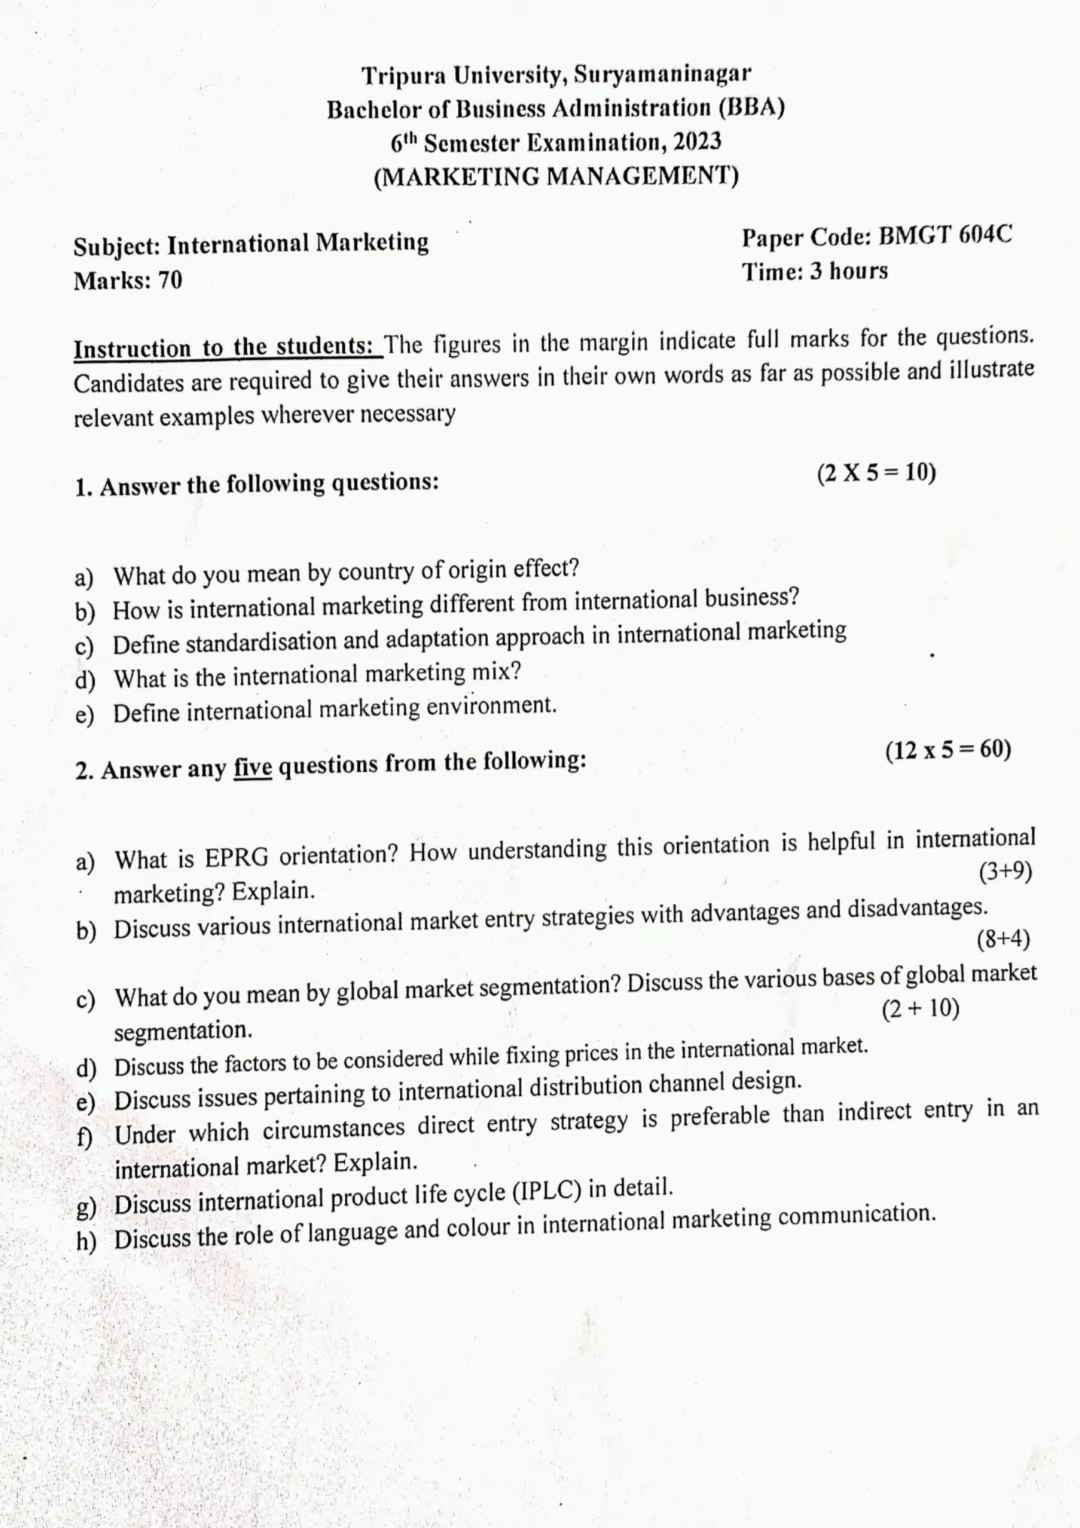 Tripura University, Suryamaninagar
Bachelor of Business Administration (BBA)
6th Semester Examination, 2023
(MARKETING MANAGEMENT)
Subject: International Marketing
Paper Code: BMGT 604C
Marks: 70
Time: 3 hours
Instruction to the students: The figures in the margin indicate full marks for the questions.
Candidates are required to give their answers in their own words as far as possible and illustrate
relevant examples wherever necessary
1. Answer the following questions: (2 X 5 = 10)
a) What do you mean by country of origin effect?
b) How is international marketing different from international business?
c) Define standardisation and adaptation approach in international marketing
d) What is the international marketing mix?
e) Define international marketing environment.
2. Answer any five questions from the following: (12 x 5 = 60)
a) What is EPRG orientation? How understanding this orientation is helpful in international
marketing? Explain. (3+9)
b) Discuss various international market entry strategies with advantages and disadvantages.
(8+4)
c) What do you mean by global market segmentation? Discuss the various bases of global market
segmentation. (2 + 10)
d) Discuss the factors to be considered while fixing prices in the international market.
e) Discuss issues pertaining to international distribution channel design.
f) Under which circumstances direct entry strategy is preferable than indirect entry in an
international market? Explain.
g) Discuss international product life cycle (IPLC) in detail.
h) Discuss the role of language and colour in international marketing communication.